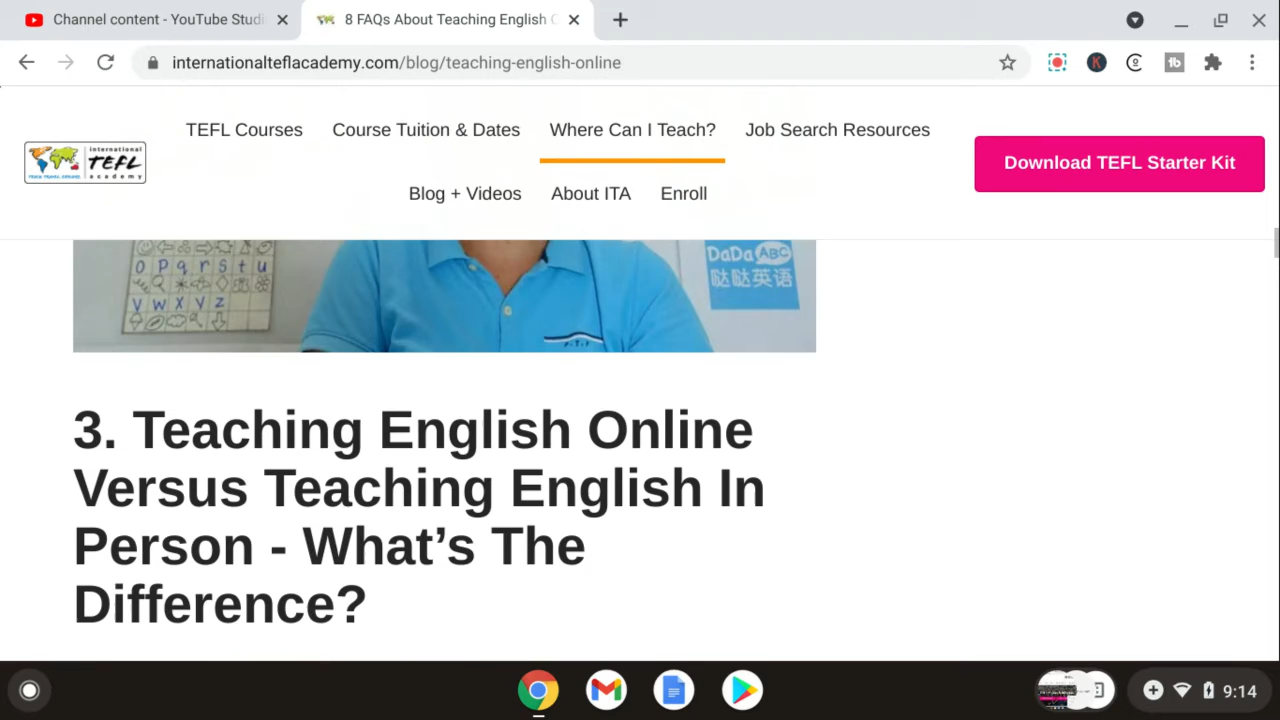 Channel content - YouTube Studi
8 FAQs About Teaching English O
internationalteflacademy.com/blog/teaching-english-online
K
tb
international
TEFL
academy
TEFL Courses
Course Tuition & Dates
Where Can I Teach?
Job Search Resources
Blog + Videos
About ITA
Enroll
Download TEFL Starter Kit
o p q r s t u
v w x y z
DaDa ABC
哒哒英语
3. Teaching English Online
Versus Teaching English In
Person - What's The
Difference?
9:14